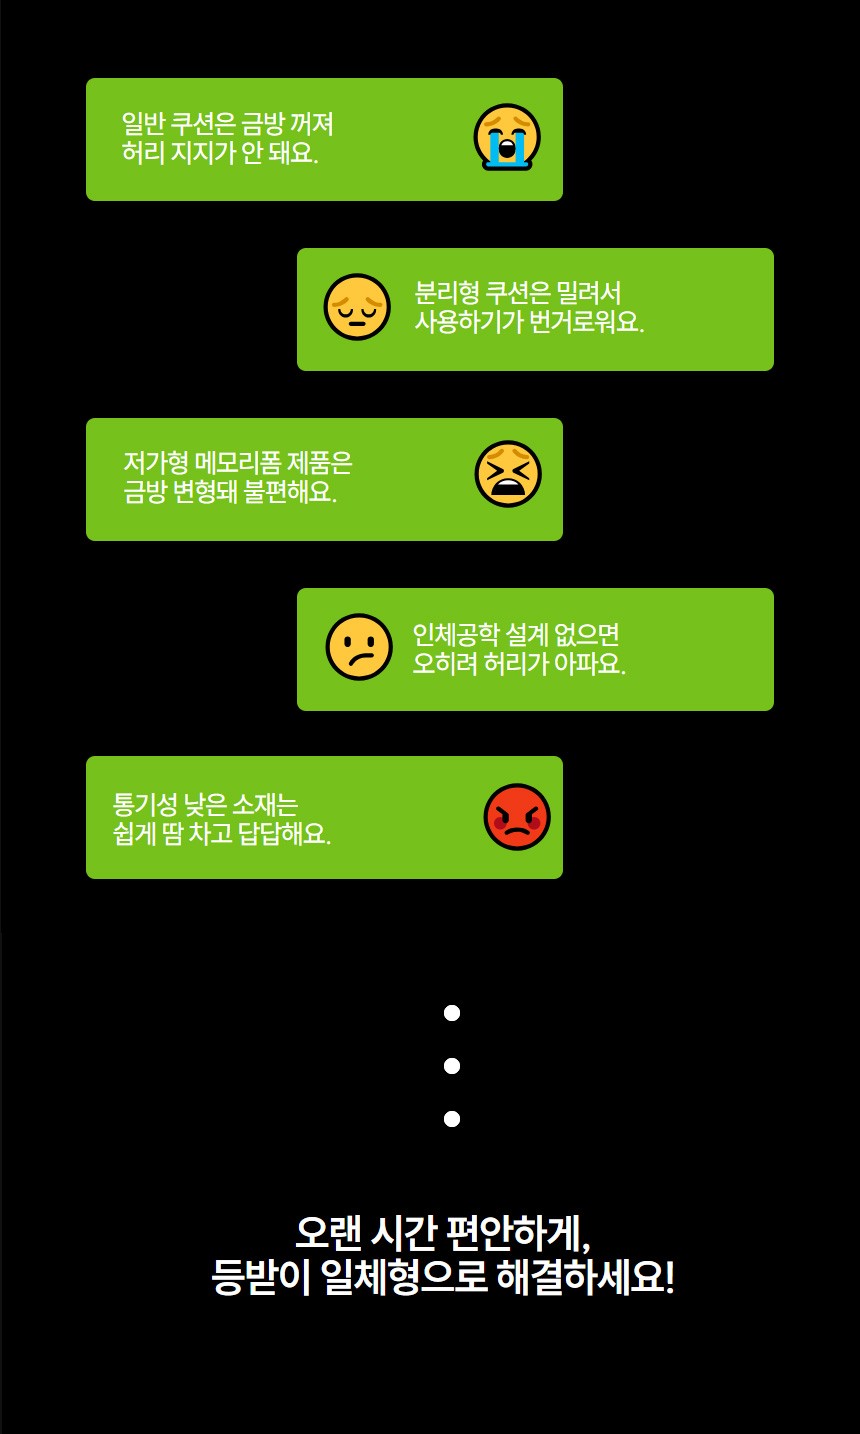 일반 쿠션은 금방 꺼져
허리 지지가 안 돼요.
분리형 쿠션은 밀려서
사용하기가 번거로워요.
저가형 메모리폼 제품은
금방 변형돼 불편해요.
인체공학 설계 없으면
오히려 허리가 아파요.
통기성 낮은 소재는
쉽게 땀 차고 답답해요.
오랜 시간 편안하게,
등받이 일체형으로 해결하세요!